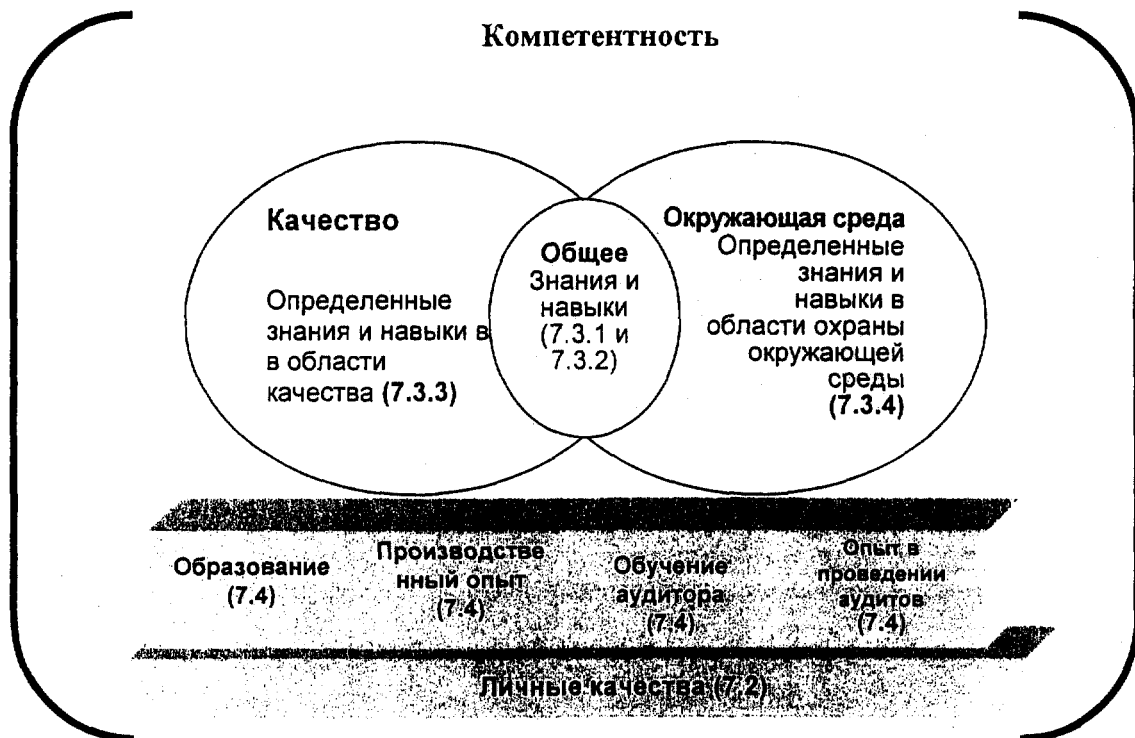 Компетентность
Качество
Определенные
знания и навыки в
в области
качества (7.3.3)
Общее
Знания и
навыки
(7.3.1 и
7.3.2)
Окружающая среда
Определенные
знания и
навыки в
области охраны
окружающей
среды
(7.3.4)
Образование
(7.4)
Производстве
нный опыт
(7.4)
Обучение
аудитора
(7.4)
Опыт в
проведении
аудитов
(7.4)
Личные качества (7.2)